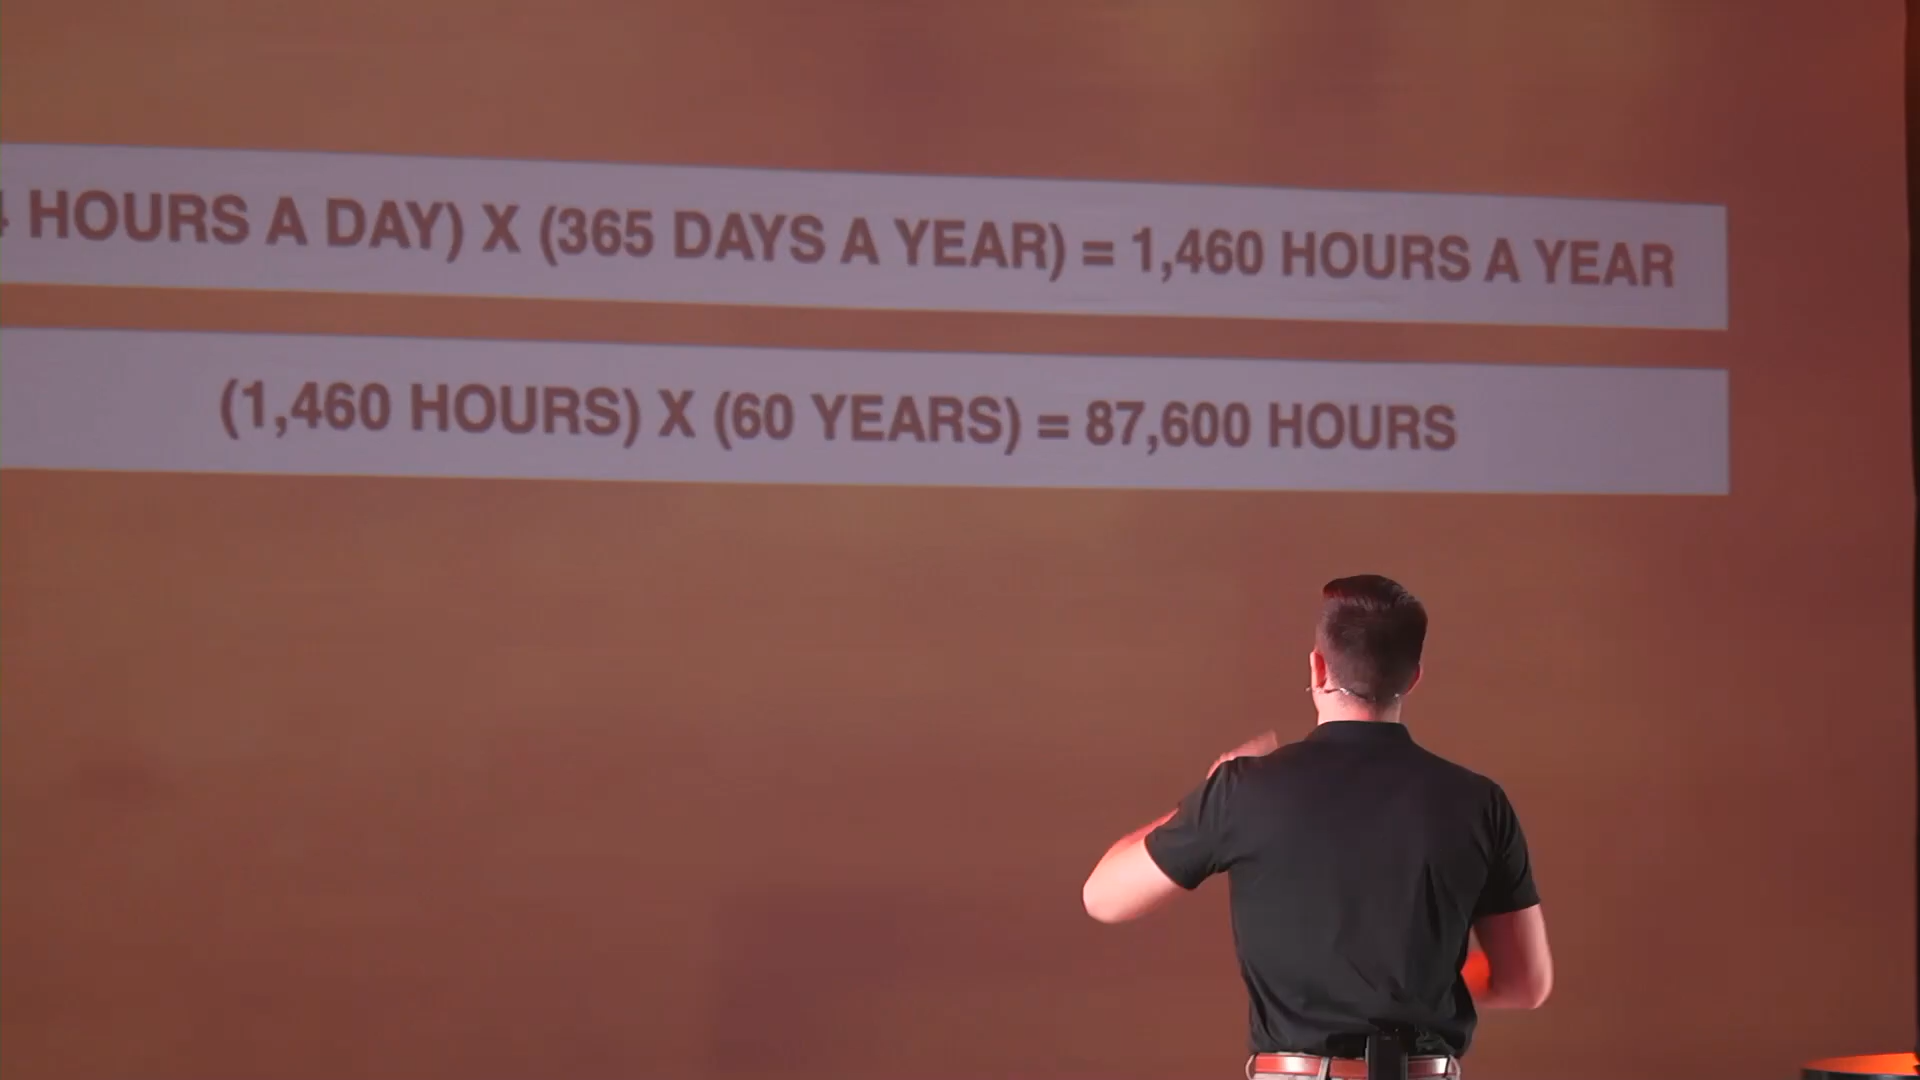 HOURS A DAY) X (365 DAYS A YEAR) = 1,460 HOURS A YEAR
(1,460 HOURS) X (60 YEARS) = 87,600 HOURS